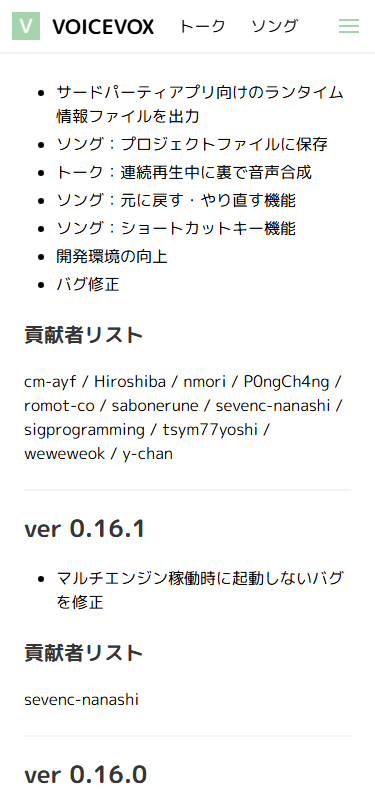 V VOICEVOX トーク ソング
サードパーティアプリ向けのランタイム
情報ファイルを出力
ソング：プロジェクトファイルに保存
トーク：連続再生中に裏で音声合成
ソング：元に戻す・やり直す機能
ソング：ショートカットキー機能
開発環境の向上
バグ修正
貢献者リスト
cm-ayf / Hiroshiba / nmori / P0ngCh4ng /
romot-co / sabonerune / sevenc-nanashi /
sigprogramming / tsym77yoshi /
weweweok / y-chan
ver 0.16.1
マルチエンジン稼働時に起動しないバグ
を修正
貢献者リスト
sevenc-nanashi
ver 0.16.0